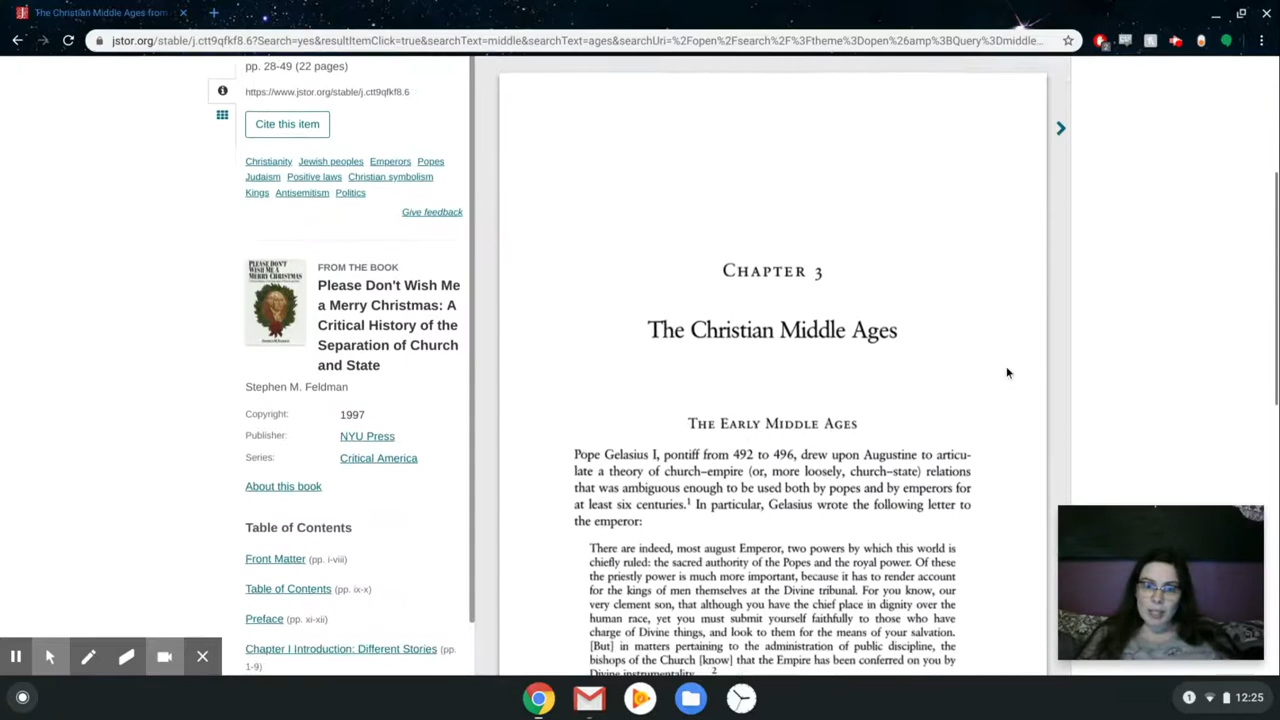 The Christian Middle Ages from
jstor.org/stable/j.ctt9qfkf8.6?Search=yes&resultItemClick=true&searchText=middle&searchText=ages&searchUri=%2Fopen%2Fsearch%2F%3Ftheme%3Dopen%26amp%3BQuery%3Dmiddle...
pp. 28-49 (22 pages)
https://www.jstor.org/stable/j.ctt9qfkf8.6
Cite this item
Christianity Jewish peoples Emperors Popes
Judaism Positive laws Christian symbolism
Kings Antisemitism Politics
Give feedback
PLEASE DON'T
WISH ME A
MERRY CHRISTMAS
FROM THE BOOK
Please Don't Wish Me
a Merry Christmas: A
Critical History of the
Separation of Church
and State
Stephen M. Feldman
Copyright: 1997
Publisher: NYU Press
Series: Critical America
About this book
Table of Contents
Front Matter (pp. i-viii)
Table of Contents (pp. ix-x)
Preface (pp. xi-xii)
Chapter I Introduction: Different Stories (pp.
1-9)
CHAPTER 3
The Christian Middle Ages
THE EARLY MIDDLE AGES
Pope Gelasius I, pontiff from 492 to 496, drew upon Augustine to articu-
late a theory of church–empire (or, more loosely, church–state) relations
that was ambiguous enough to be used both by popes and by emperors for
at least six centuries.1 In particular, Gelasius wrote the following letter to
the emperor:
There are indeed, most august Emperor, two powers by which this world is
chiefly ruled: the sacred authority of the Popes and the royal power. Of these
the priestly power is much more important, because it has to render account
for the kings of men themselves at the Divine tribunal. For you know, our
very clement son, that although you have the chief place in dignity over the
human race, yet you must submit yourself faithfully to those who have
charge of Divine things, and look to them for the means of your salvation.
[But] in matters pertaining to the administration of public discipline, the
bishops of the Church [know] that the Empire has been conferred on you by
Divine instrumentality. 2
1
12:25